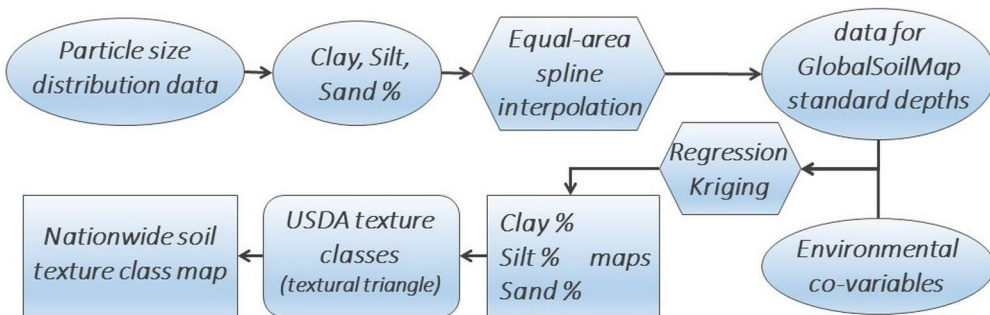 Particle size
distribution data
Clay, Silt,
Sand %
Equal-area
spline
interpolation
data for
GlobalSoilMap
standard depths
Regression
Kriging
Environmental
co-variables
Clay %
Silt % maps
Sand %
USDA texture
classes
(textural triangle)
Nationwide soil
texture class map